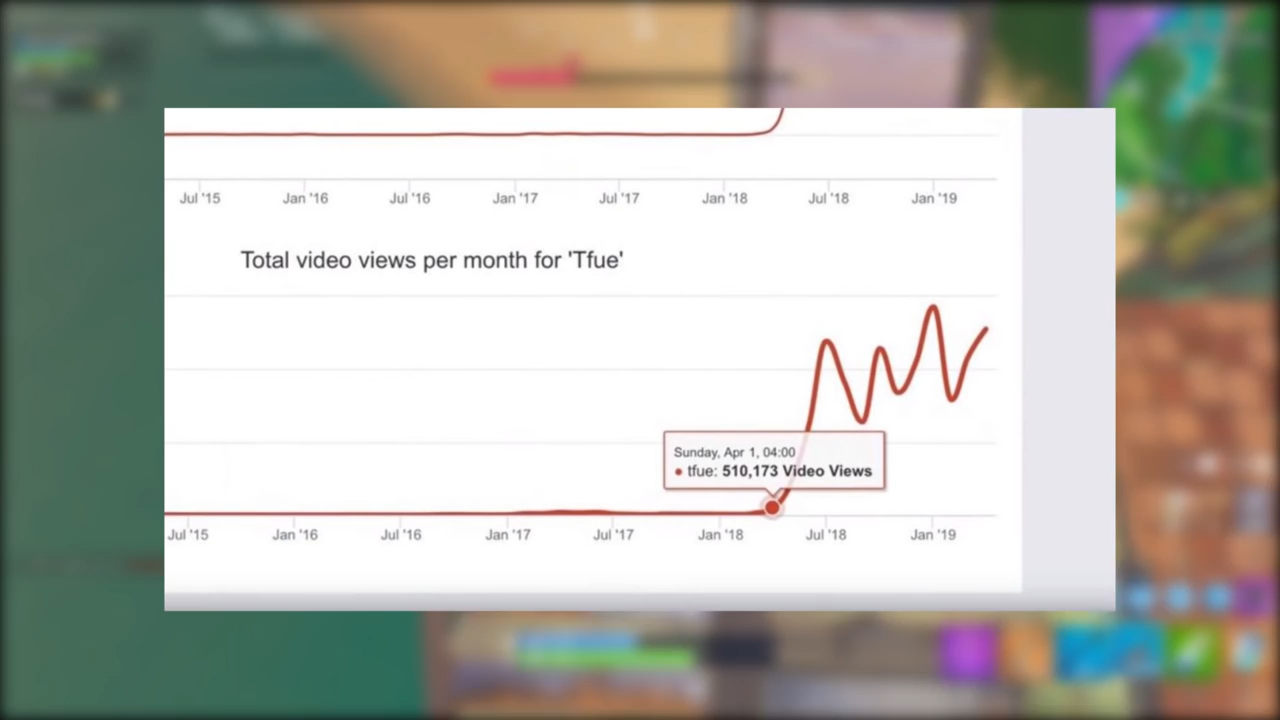 Jul '15 Jan '16 Jul '16 Jan '17 Jul '17 Jan '18 Jul '18 Jan '19
Total video views per month for 'Tfue'
Sunday, Apr 1, 04:00
● tfue: 510,173 Video Views
Jul '15 Jan '16 Jul '16 Jan '17 Jul '17 Jan '18 Jul '18 Jan '19